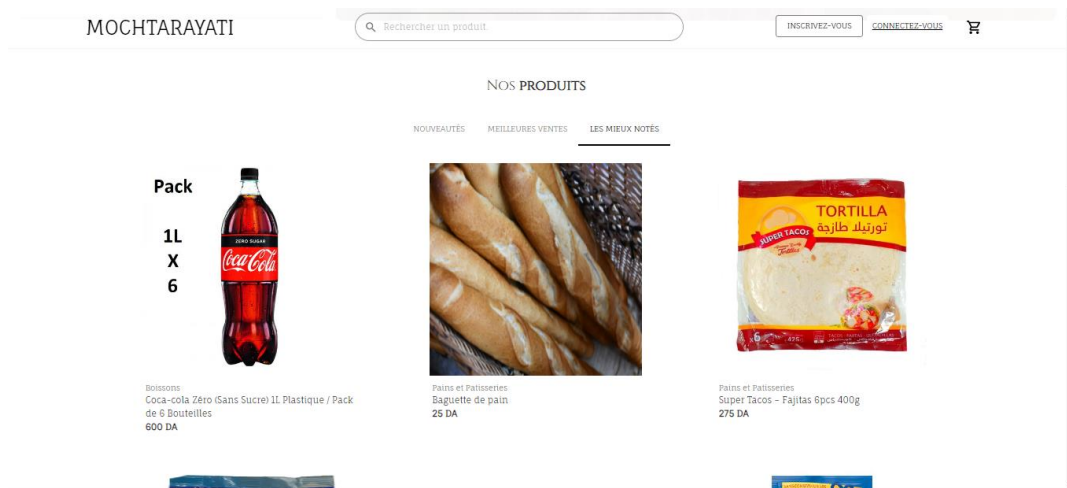 MOCHTARAYATI
Rechercher un produit.
INSCRIVEZ-VOUS
CONNECTEZ-VOUS
Nos PRODUITS
NOUVEAUTÉS
MEILLEURES VENTES
LES MIEUX NOTÉS
Pack
1L
X
6
ZERO SUGAR
Coca-Cola
TORTILLA
تورتيلا طازجة
SUPER TACOS
Tortillas
x6
Boissons
Coca-cola Zéro (Sans Sucre) 1L Plastique / Pack
de 6 Bouteilles
600 DA
Pains et Patisseries
Baguette de pain
25 DA
Pains et Patisseries
Super Tacos – Fajitas 6pcs 400g
275 DA